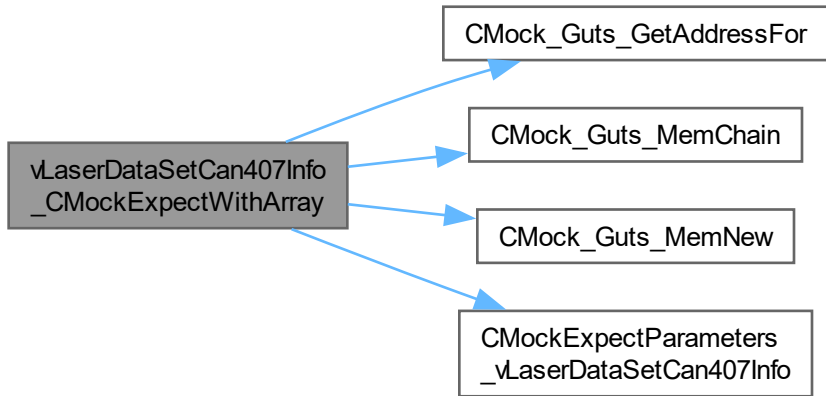 vLaserDataSetCan407Info
_CMockExpectWithArray
CMock_Guts_GetAddressFor
CMock_Guts_MemChain
CMock_Guts_MemNew
CMockExpectParameters
_vLaserDataSetCan407Info